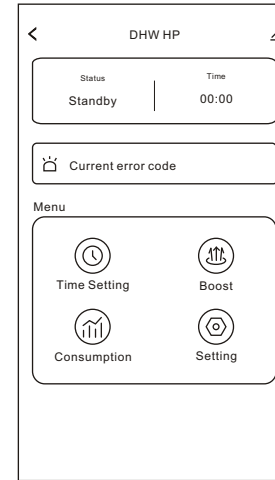 DHW HP
Status Time
Standby 00:00
Current error code
Menu
Time Setting Boost
Consumption Setting